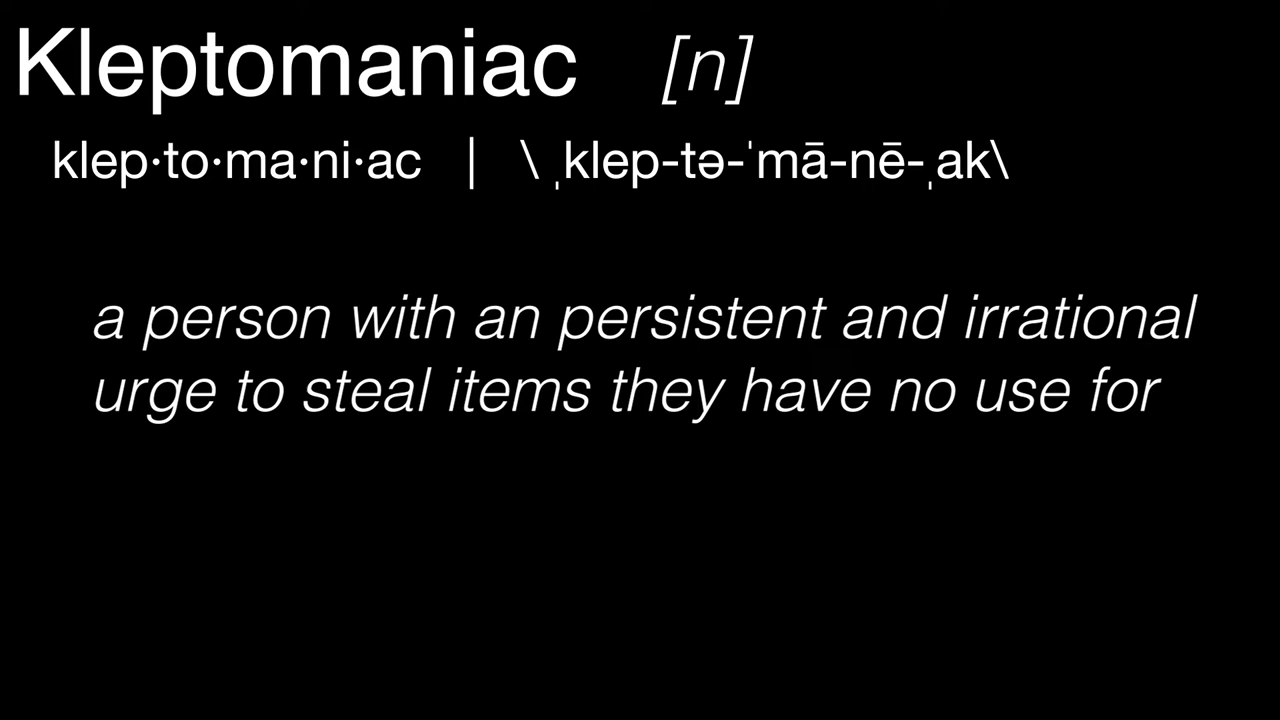 Kleptomaniac [n]
klep·to·ma·ni·ac | \ ˌklep-tə-ˈmā-nē-ˌak\
a person with an persistent and irrational
urge to steal items they have no use for